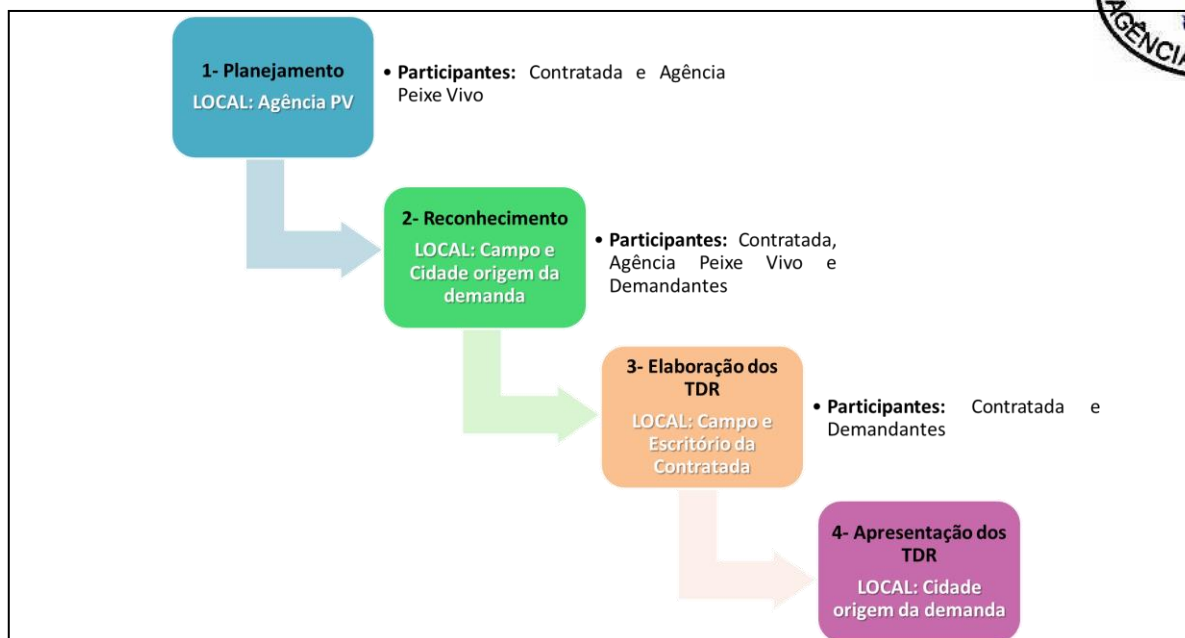 AGÊNCIA
1- Planejamento
LOCAL: Agência PV
• Participantes: Contratada e Agência
Peixe Vivo
2- Reconhecimento
LOCAL: Campo e
Cidade origem da
demanda
• Participantes: Contratada,
Agência Peixe Vivo e
Demandantes
3- Elaboração dos
TDR
LOCAL: Campo e
Escritório da
Contratada
• Participantes: Contratada e
Demandantes
4- Apresentação dos
TDR
LOCAL: Cidade
origem da demanda